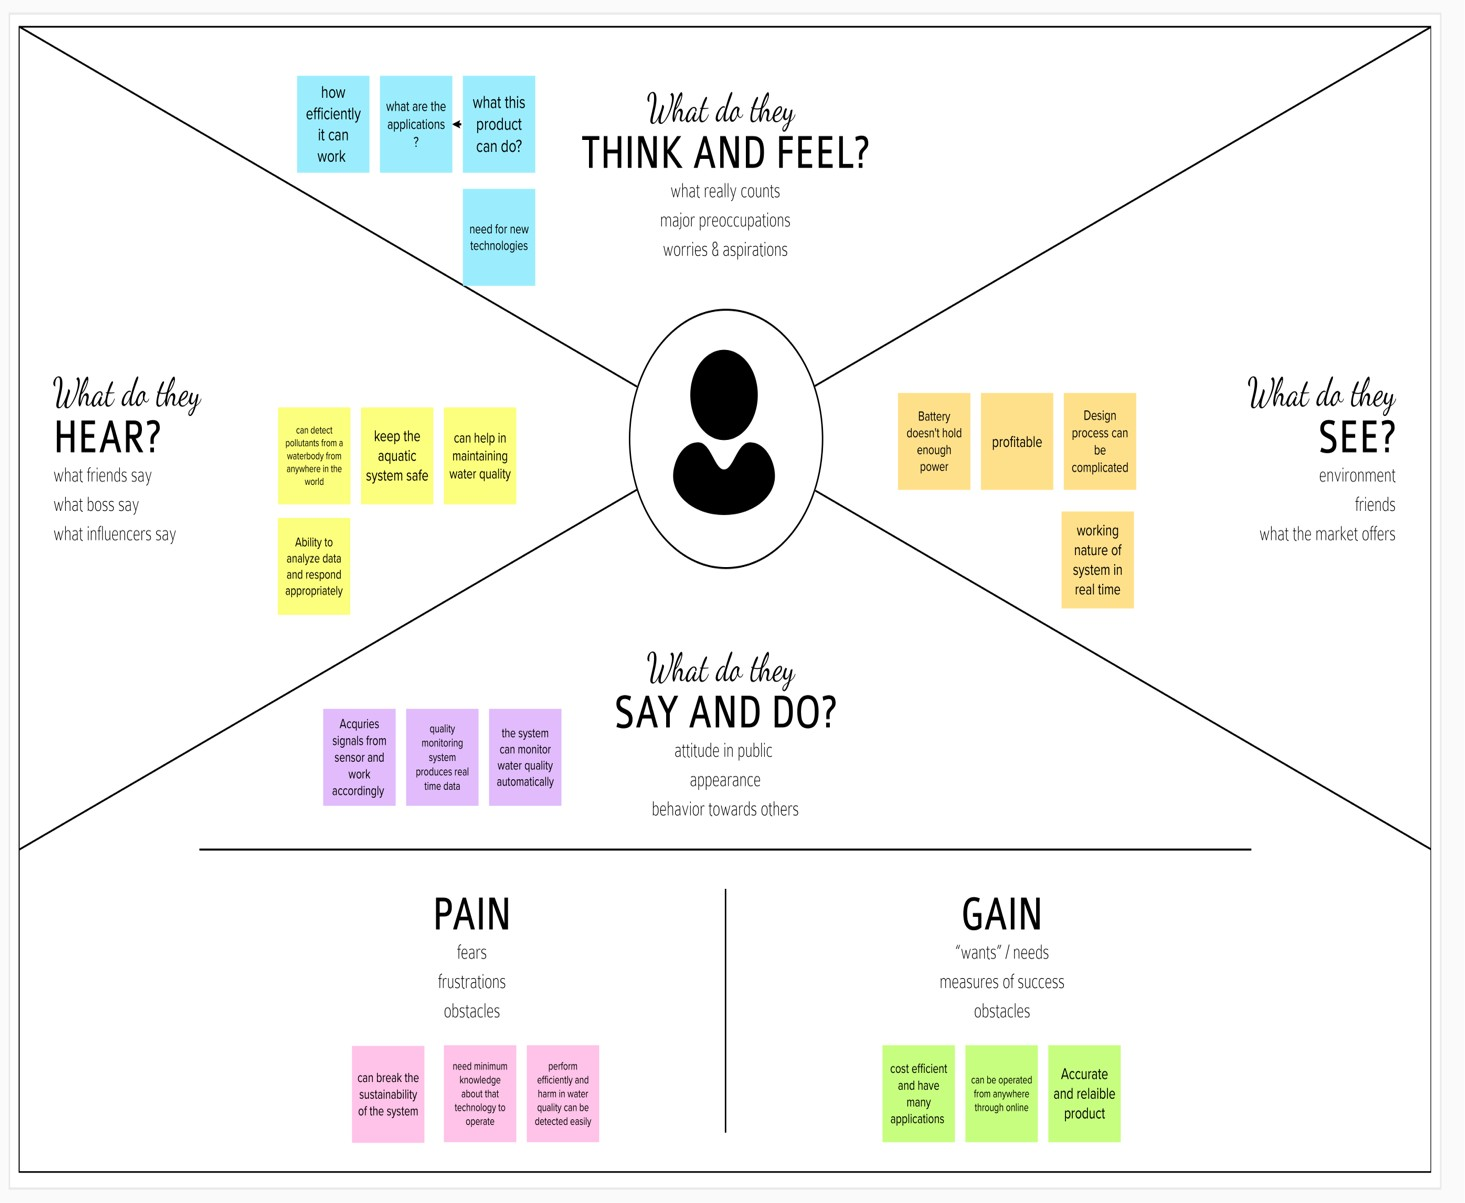 how
efficiently
it can
work
what are the
applications
?
what this
product
can do?
need for new
technologies
What do they
THINK AND FEEL?
what really counts
major preoccupations
worries & aspirations
What do they
HEAR?
what friends say
what boss say
what influencers say
can detect
pollutants from a
waterbody from
anywhere in the
world
keep the
aquatic
system safe
can help in
maintaining
water quality
Ability to
analyze data
and respond
appropriately
Battery
doesn't hold
enough
power
profitable
Design
process can
be
complicated
working
nature of
system in
real time
What do they
SEE?
environment
friends
what the market offers
What do they
SAY AND DO?
attitude in public
appearance
behavior towards others
Acquries
signals from
sensor and
work
accordingly
quality
monitoring
system
produces real
time data
the system
can monitor
water quality
automatically
PAIN
fears
frustrations
obstacles
can break the
sustainability
of the system
need minimum
knowledge
about that
technology to
operate
perform
efficiently and
harm in water
quality can be
detected easily
GAIN
“wants” / needs
measures of success
obstacles
cost efficient
and have
many
applications
can be operated
from anywhere
through online
Accurate
and relaible
product